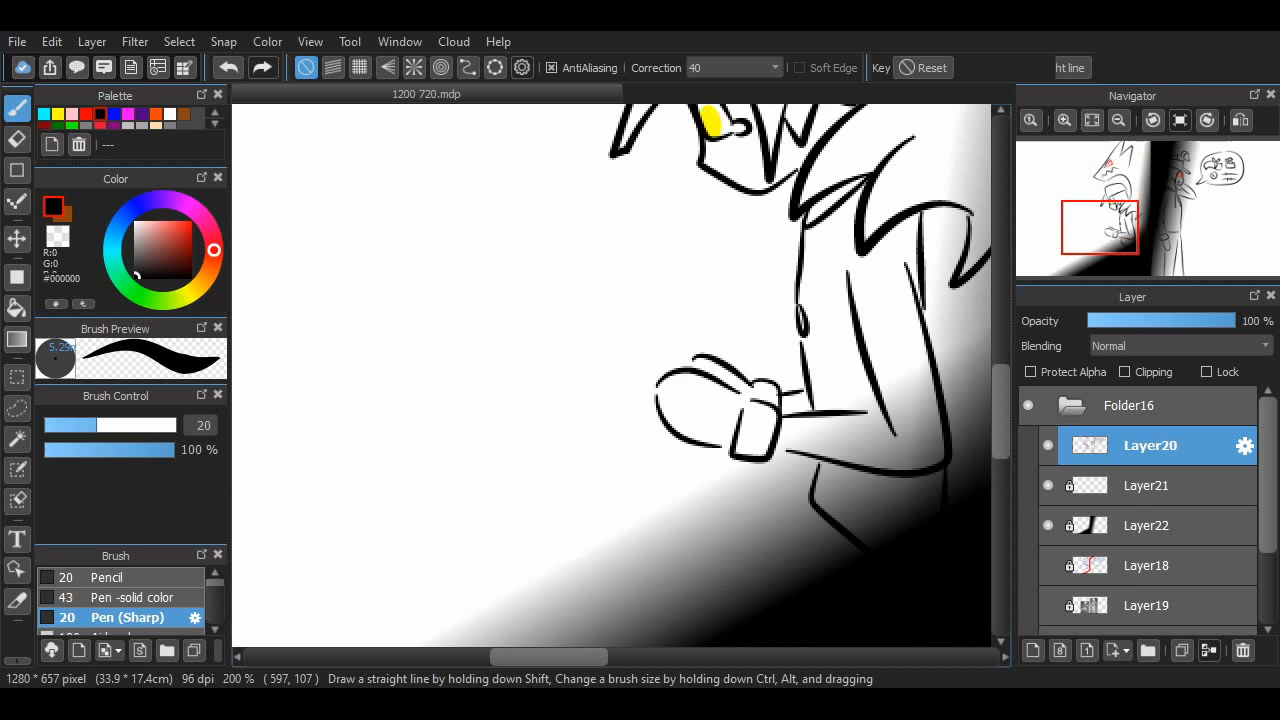 File Edit Layer Filter Select Snap Color View Tool Window Cloud Help
AntiAliasing Correction 40 Soft Edge Key Reset ht line
Palette
---
Color
R:0
G:0
#000000
Brush Preview
Brush Control
20
100 %
Brush
20 Pencil
43 Pen -solid color
20 Pen (Sharp)
1200 720.mdp
Navigator
Layer
Opacity 100 %
Blending Normal
Protect Alpha Clipping Lock
Folder16
Layer20
Layer21
Layer22
Layer18
Layer19
1280 * 657 pixel (33.9 * 17.4cm) 96 dpi 200 % ( 597, 107 ) Draw a straight line by holding down Shift, Change a brush size by holding down Ctrl, Alt, and dragging